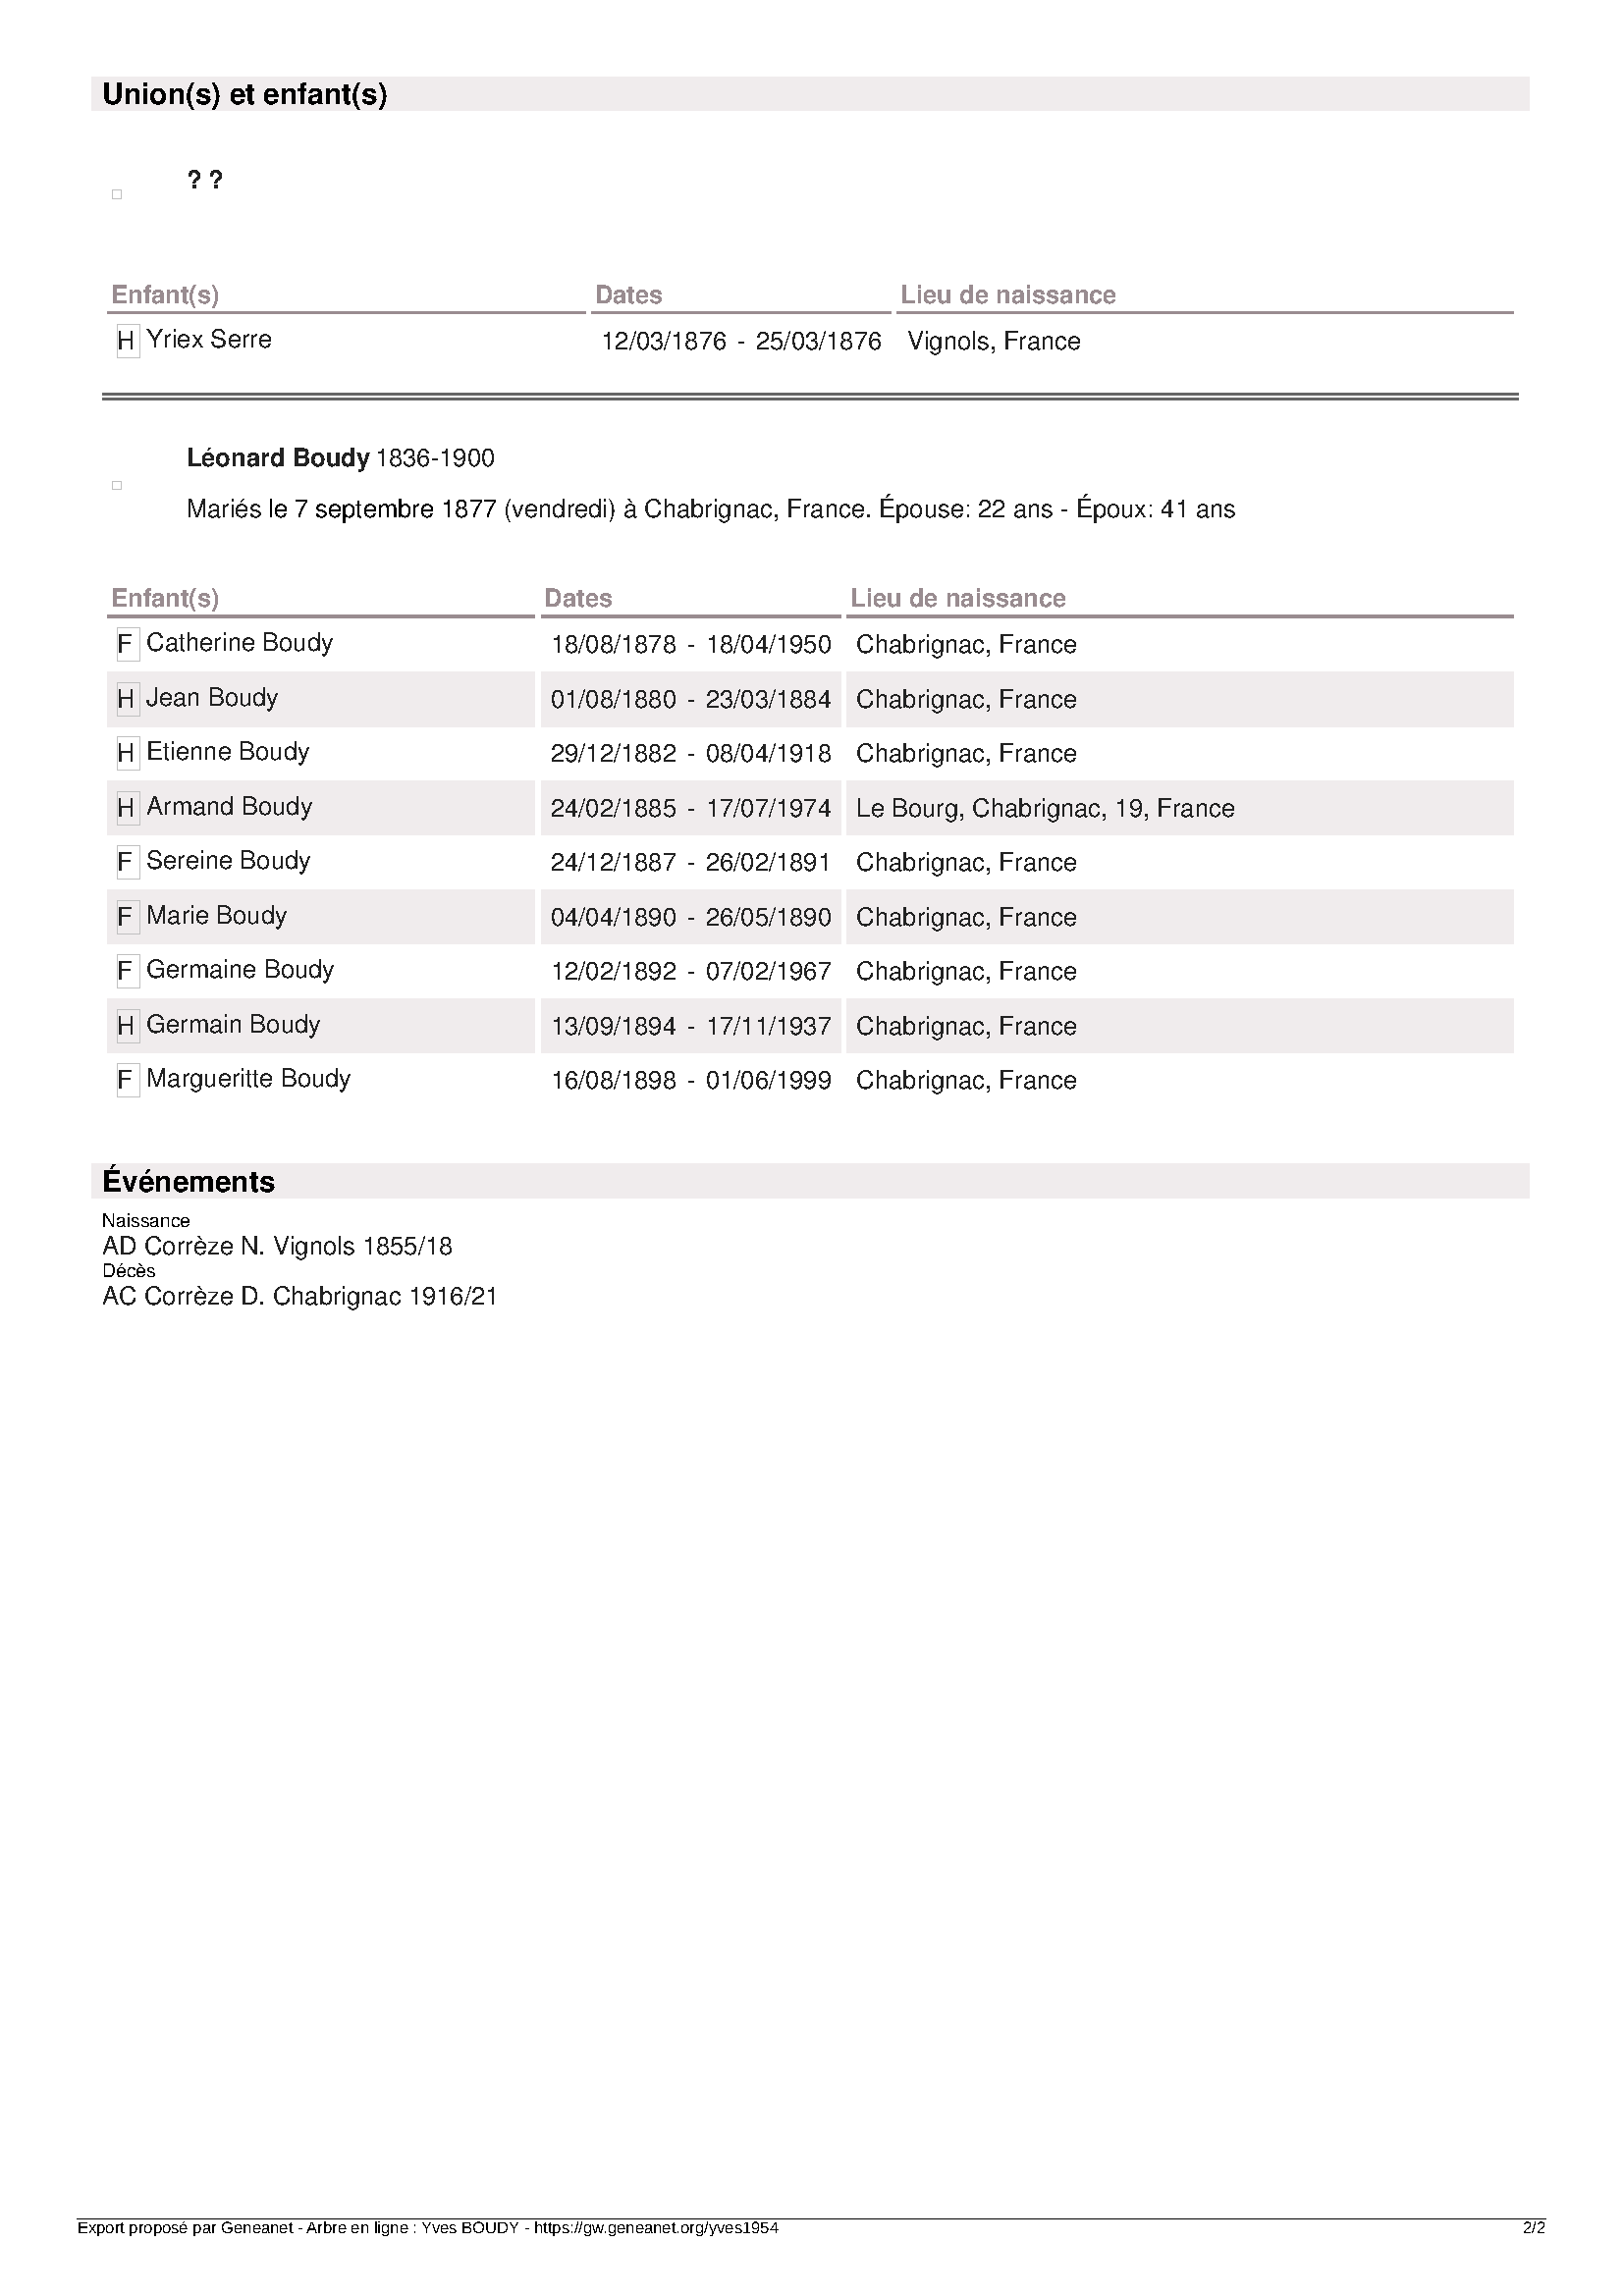 Union(s) et enfant(s)
? ?
Enfant(s) Dates Lieu de naissance
H Yriex Serre 12/03/1876 - 25/03/1876 Vignols, France
Léonard Boudy 1836-1900
Mariés le 7 septembre 1877 (vendredi) à Chabrignac, France. Épouse: 22 ans - Époux: 41 ans
Enfant(s) Dates Lieu de naissance
F Catherine Boudy 18/08/1878 - 18/04/1950 Chabrignac, France
H Jean Boudy 01/08/1880 - 23/03/1884 Chabrignac, France
H Etienne Boudy 29/12/1882 - 08/04/1918 Chabrignac, France
H Armand Boudy 24/02/1885 - 17/07/1974 Le Bourg, Chabrignac, 19, France
F Sereine Boudy 24/12/1887 - 26/02/1891 Chabrignac, France
F Marie Boudy 04/04/1890 - 26/05/1890 Chabrignac, France
F Germaine Boudy 12/02/1892 - 07/02/1967 Chabrignac, France
H Germain Boudy 13/09/1894 - 17/11/1937 Chabrignac, France
F Margueritte Boudy 16/08/1898 - 01/06/1999 Chabrignac, France
Événements
Naissance
AD Corrèze N. Vignols 1855/18
Décès
AC Corrèze D. Chabrignac 1916/21
Export proposé par Geneanet - Arbre en ligne : Yves BOUDY - https://gw.geneanet.org/yves1954 2/2